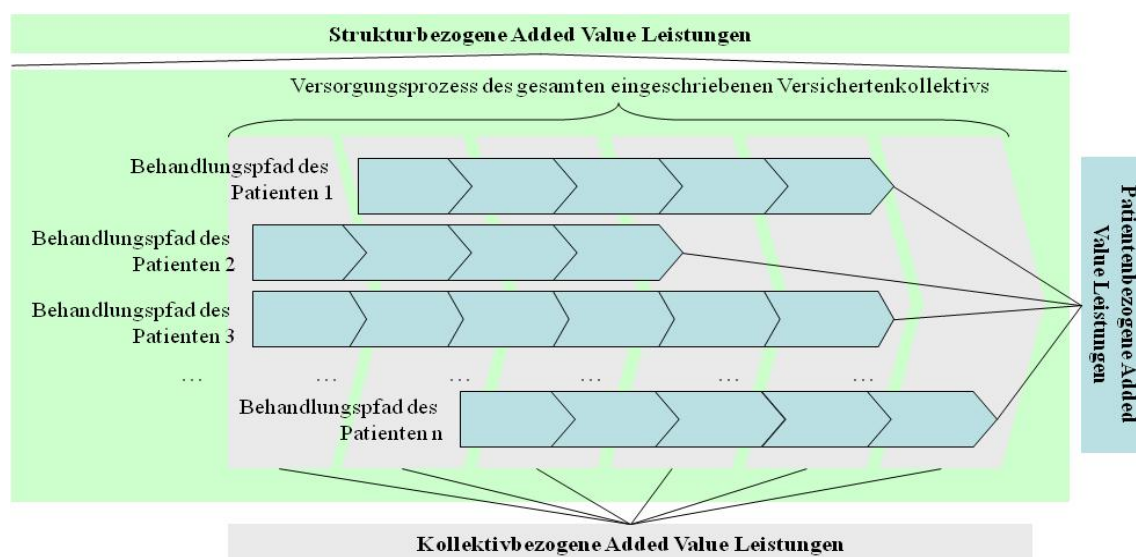 Strukturbezogene Added Value Leistungen
Versorgungsprozess des gesamten eingeschriebenen Versichertenkollektivs
Behandlungspfad des
Patienten 1
Behandlungspfad des
Patienten 2
Behandlungspfad des
Patienten 3
... ... ... ... ... ...
Behandlungspfad des
Patienten n
Patientenbezogene Added
Value Leistungen
Kollektivbezogene Added Value Leistungen